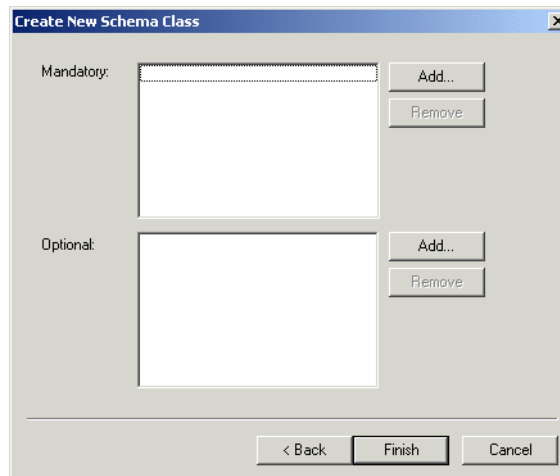 Create New Schema Class
Mandatory:
Add...
Remove
Optional:
Add...
Remove
< Back
Finish
Cancel